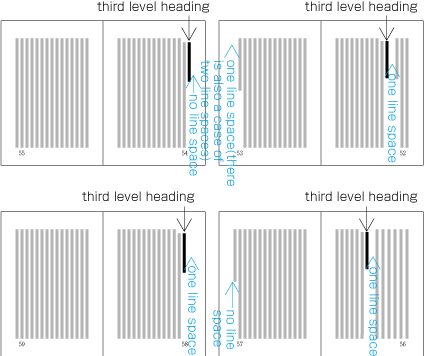 third level heading
third level heading
no line space
one line space(there
is also a case of
two line spaces)
one line space
55
54
53
52
third level heading
third level heading
one line space
no line
space
one line space
59
58
57
56